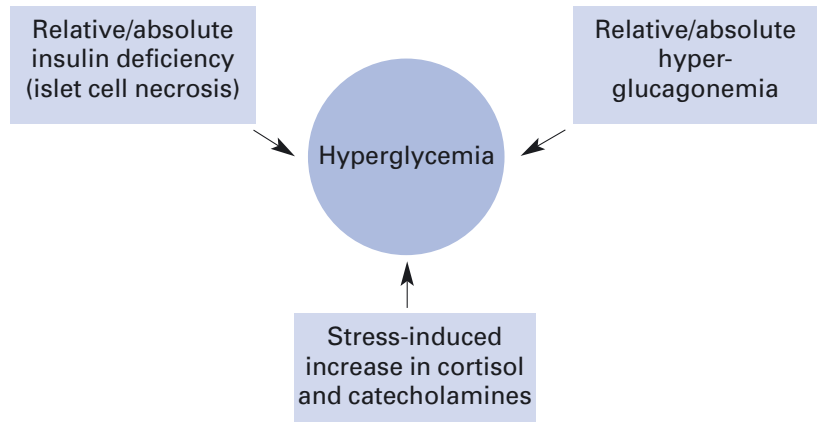 Relative/absolute
insulin deficiency
(islet cell necrosis)
Relative/absolute
hyper-
glucagonemia
Hyperglycemia
Stress-induced
increase in cortisol
and catecholamines